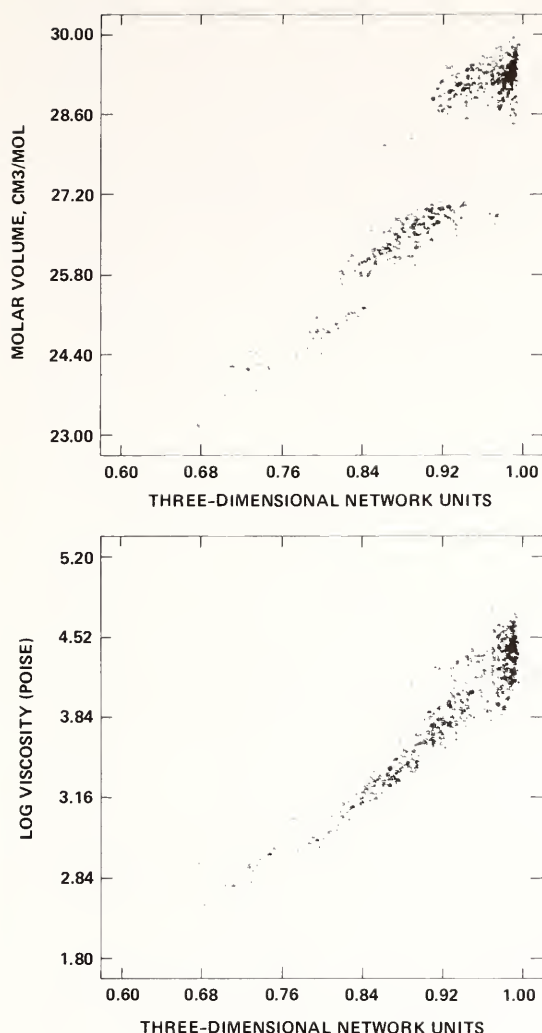 30.00
28.60
27.20
25.80
24.40
23.00
MOLAR VOLUME, CM3/MOL
0.60 0.68 0.76 0.84 0.92 1.00
THREE-DIMENSIONAL NETWORK UNITS
5.20
4.52
3.84
3.16
2.84
1.80
LOG VISCOSITY (POISE)
0.60 0.68 0.76 0.84 0.92 1.00
THREE-DIMENSIONAL NETWORK UNITS